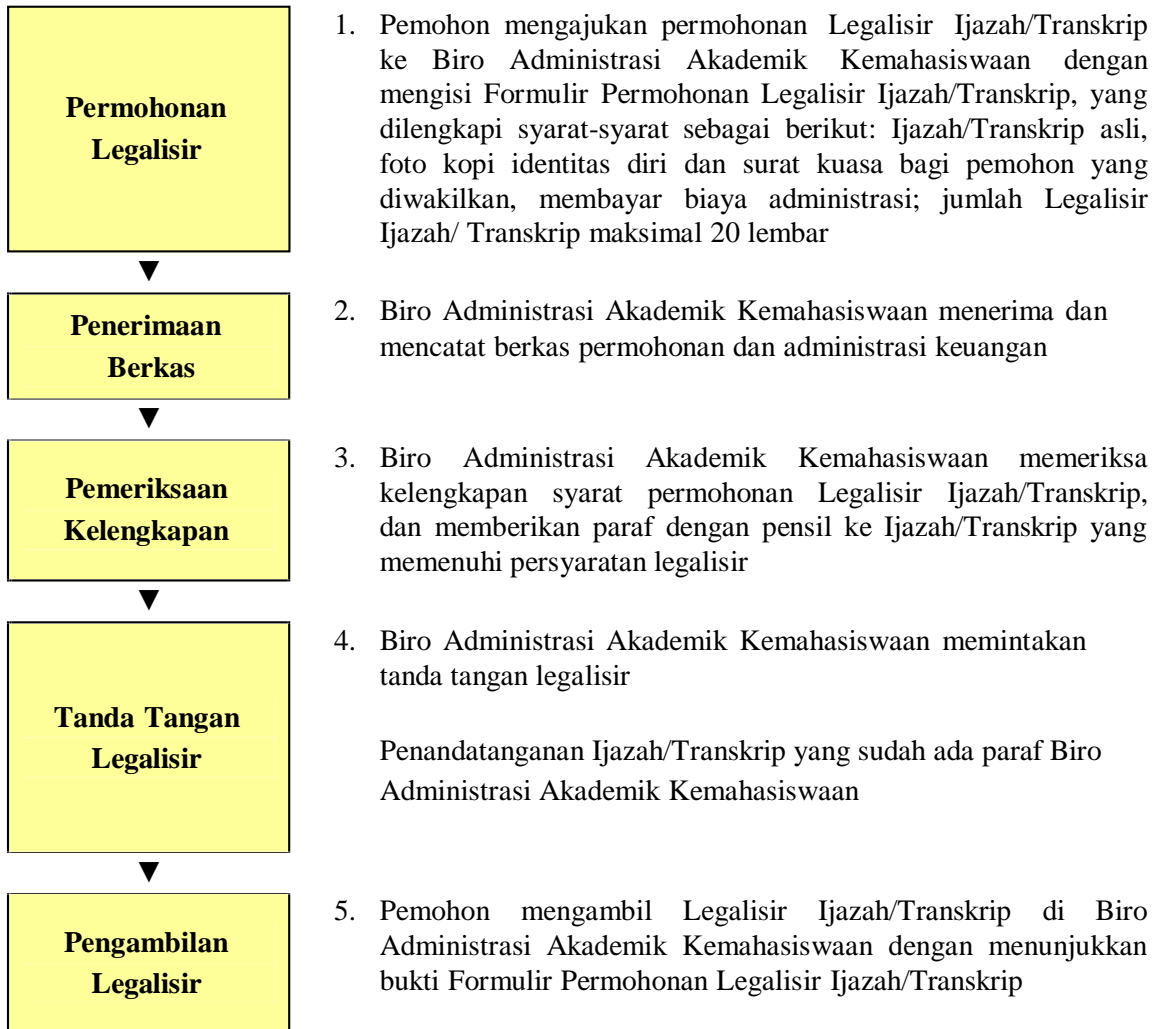 Permohonan
Legalisir
1. Pemohon mengajukan permohonan Legalisir Ijazah/Transkrip
ke Biro Administrasi Akademik Kemahasiswaan dengan
mengisi Formulir Permohonan Legalisir Ijazah/Transkrip, yang
dilengkapi syarat-syarat sebagai berikut: Ijazah/Transkrip asli,
foto kopi identitas diri dan surat kuasa bagi pemohon yang
diwakilkan, membayar biaya administrasi; jumlah Legalisir
Ijazah/ Transkrip maksimal 20 lembar
▼
Penerimaan
Berkas
2. Biro Administrasi Akademik Kemahasiswaan menerima dan
mencatat berkas permohonan dan administrasi keuangan
▼
Pemeriksaan
Kelengkapan
3. Biro Administrasi Akademik Kemahasiswaan memeriksa
kelengkapan syarat permohonan Legalisir Ijazah/Transkrip,
dan memberikan paraf dengan pensil ke Ijazah/Transkrip yang
memenuhi persyaratan legalisir
▼
Tanda Tangan
Legalisir
4. Biro Administrasi Akademik Kemahasiswaan memintakan
tanda tangan legalisir
Penandatanganan Ijazah/Transkrip yang sudah ada paraf Biro
Administrasi Akademik Kemahasiswaan
▼
Pengambilan
Legalisir
5. Pemohon mengambil Legalisir Ijazah/Transkrip di Biro
Administrasi Akademik Kemahasiswaan dengan menunjukkan
bukti Formulir Permohonan Legalisir Ijazah/Transkrip